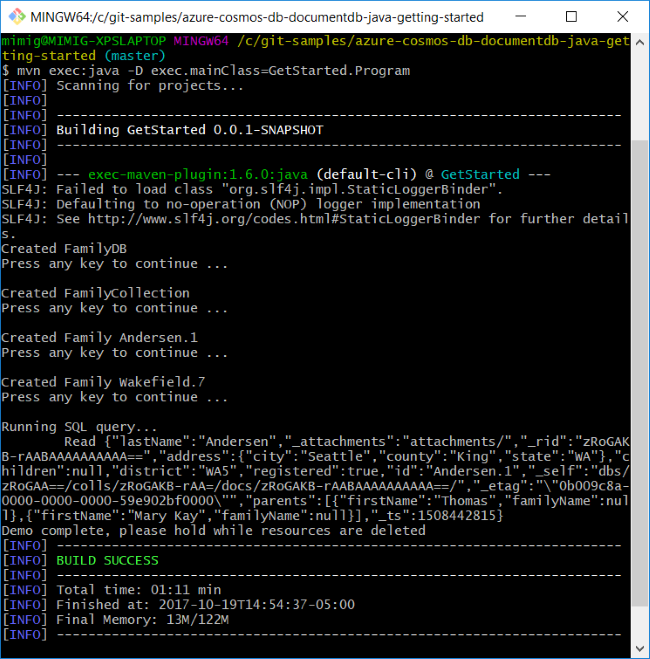 MINGW64:/c/git-samples/azure-cosmos-db-documentdb-java-getting-started
mimig@MIMIG-XPSLAPTOP MINGW64 /c/git-samples/azure-cosmos-db-documentdb-java-get
ting-started (master)
$ mvn exec:java -D exec.mainClass=GetStarted.Program
[INFO] Scanning for projects...
[INFO]
[INFO] ------------------------------------------------------------------------
[INFO] Building GetStarted 0.0.1-SNAPSHOT
[INFO] ------------------------------------------------------------------------
[INFO]
[INFO] --- exec-maven-plugin:1.6.0:java (default-cli) @ GetStarted ---
SLF4J: Failed to load class "org.slf4j.impl.StaticLoggerBinder".
SLF4J: Defaulting to no-operation (NOP) logger implementation
SLF4J: See http://www.slf4j.org/codes.html#StaticLoggerBinder for further detail
s.
Created FamilyDB
Press any key to continue ...
Created FamilyCollection
Press any key to continue ...
Created Family Andersen.1
Press any key to continue ...
Created Family Wakefield.7
Press any key to continue ...
Running SQL query...
Read {"lastName":"Andersen","_attachments":"attachments/","_rid":"zRoGAK
B-rAABAAAAAAAAAA==","address":{"city":"Seattle","county":"King","state":"WA"},"c
hildren":null,"district":"WA5","registered":true,"id":"Andersen.1","_self":"dbs/
zRoGAA==/colls/zRoGAKB-rAA=/docs/zRoGAKB-rAABAAAAAAAAAA==/","_etag":"\"0b009c8a-
0000-0000-0000-59e902bf0000\"","parents":[{"firstName":"Thomas","familyName":nul
l},{"firstName":"Mary Kay","familyName":null}],"_ts":1508442815}
Demo complete, please hold while resources are deleted
[INFO] ------------------------------------------------------------------------
[INFO] BUILD SUCCESS
[INFO] ------------------------------------------------------------------------
[INFO] Total time: 01:11 min
[INFO] Finished at: 2017-10-19T14:54:37-05:00
[INFO] Final Memory: 13M/122M
[INFO] ------------------------------------------------------------------------